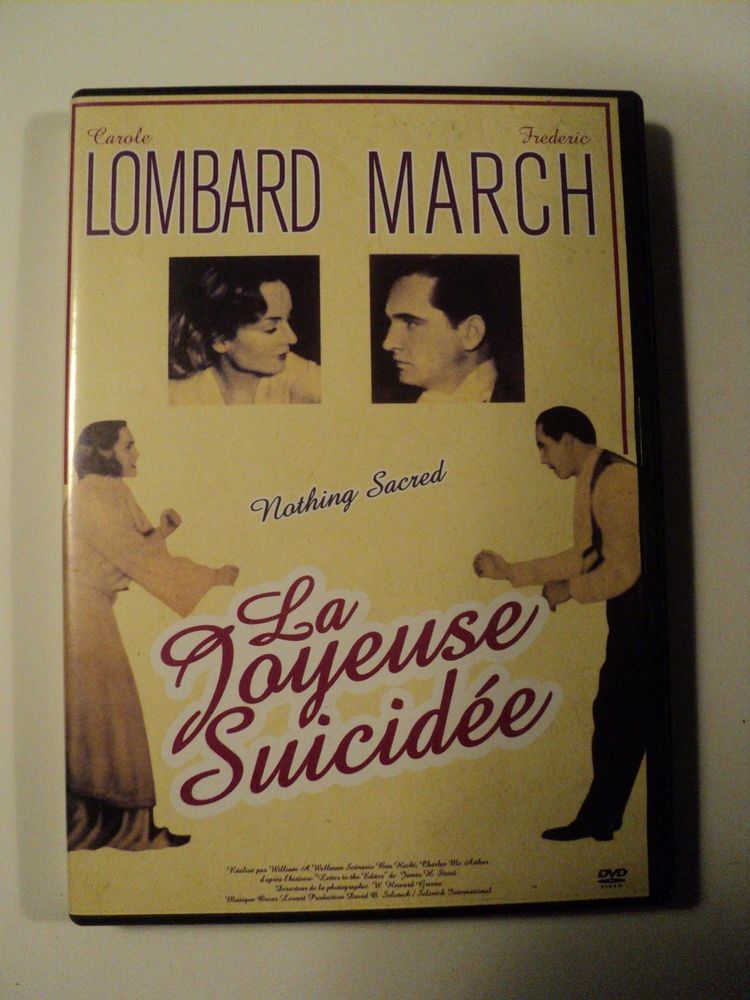 Carole Frederic
LOMBARD MARCH
Nothing Sacred
La
Joyeuse
Suicidée
Réalisé par William A. Wellman Scénario Ben Hecht, Charles Mc Arthur
d'après l'histoire "Letter to the Editor" de James H. Street
Directeur de la photographie W. Howard Greene
Musique Oscar Levant Production David O. Selznick / Selznick International
DVD
VIDEO